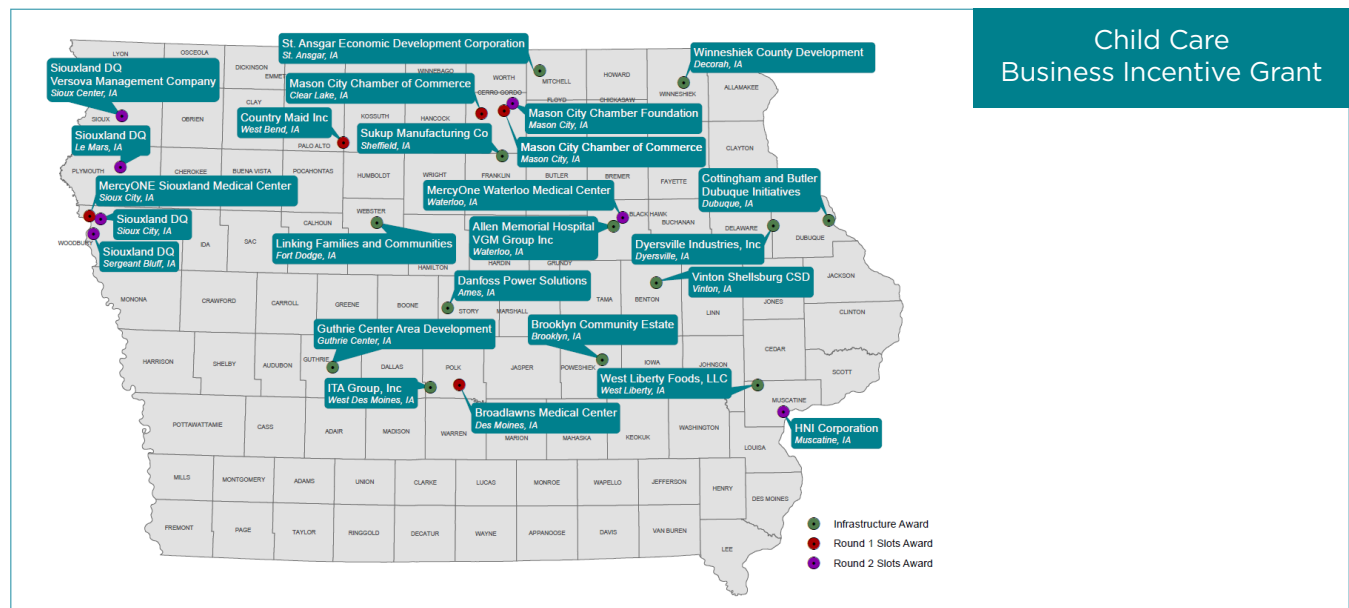 Child Care
Business Incentive Grant
St. Ansgar Economic Development Corporation
St. Ansgar, IA
Winneshiek County Development
Decorah, IA
Siouxland DQ
Versova Management Company
Sioux Center, IA
Mason City Chamber of Commerce
Clear Lake, IA
Country Maid Inc
West Bend, IA
Mason City Chamber Foundation
Mason City, IA
Sukup Manufacturing Co
Sheffield, IA
Mason City Chamber of Commerce
Mason City, IA
Siouxland DQ
Le Mars, IA
MercyONE Siouxland Medical Center
Sioux City, IA
MercyOne Waterloo Medical Center
Waterloo, IA
Cottingham and Butler
Dubuque Initiatives
Dubuque, IA
Siouxland DQ
Sioux City, IA
Siouxland DQ
Sergeant Bluff, IA
Linking Families and Communities
Fort Dodge, IA
Allen Memorial Hospital
VGM Group Inc
Waterloo, IA
Dyersville Industries, Inc
Dyersville, IA
Danfoss Power Solutions
Ames, IA
Vinton Shellsburg CSD
Vinton, IA
Guthrie Center Area Development
Guthrie Center, IA
Brooklyn Community Estate
Brooklyn, IA
ITA Group, Inc
West Des Moines, IA
West Liberty Foods, LLC
West Liberty, IA
Broadlawns Medical Center
Des Moines, IA
HNI Corporation
Muscatine, IA
LYON
OSCEOLA
DICKINSON
EMMET
WINNEBAGO
WORTH
MITCHELL
HOWARD
WINNESHIEK
ALLAMAKEE
SIOUX
OBRIEN
CLAY
PALO ALTO
KOSSUTH
HANCOCK
CERRO GORDO
FLOYD
CHICKASAW
CLAYTON
PLYMOUTH
CHEROKEE
BUENA VISTA
POCAHONTAS
HUMBOLDT
WRIGHT
FRANKLIN
BUTLER
BREMER
FAYETTE
WOODBURY
IDA
SAC
CALHOUN
WEBSTER
HAMILTON
HARDIN
GRUNDY
BLACK HAWK
BUCHANAN
DELAWARE
DUBUQUE
JACKSON
MONONA
CRAWFORD
CARROLL
GREENE
BOONE
STORY
MARSHALL
TAMA
BENTON
LINN
JONES
CLINTON
HARRISON
SHELBY
AUDUBON
GUTHRIE
DALLAS
POLK
JASPER
POWESHIEK
IOWA
JOHNSON
CEDAR
SCOTT
MUSCATINE
POTTAWATTAMIE
CASS
ADAIR
MADISON
WARREN
MARION
MAHASKA
KEOKUK
WASHINGTON
LOUISA
MILLS
MONTGOMERY
ADAMS
UNION
CLARKE
LUCAS
MONROE
WAPELLO
JEFFERSON
HENRY
DES MOINES
FREMONT
PAGE
TAYLOR
RINGGOLD
DECATUR
WAYNE
APPANOOSE
DAVIS
VAN BUREN
LEE
Infrastructure Award
Round 1 Slots Award
Round 2 Slots Award